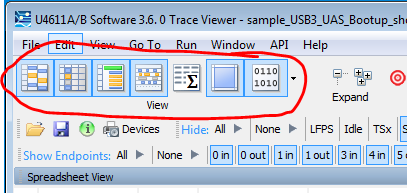 U4611A/B Software 3.6. 0 Trace Viewer - sample_USB3_UAS_Bootup_sh
File Edit View Go To Run Window API Help
Σ 0110
1010
View Expand
Devices Hide: All None LFPS Idle TSx
Show Endpoints: All None 0 in 0 out 1 in 1 out 3 in 4 in
Spreadsheet View